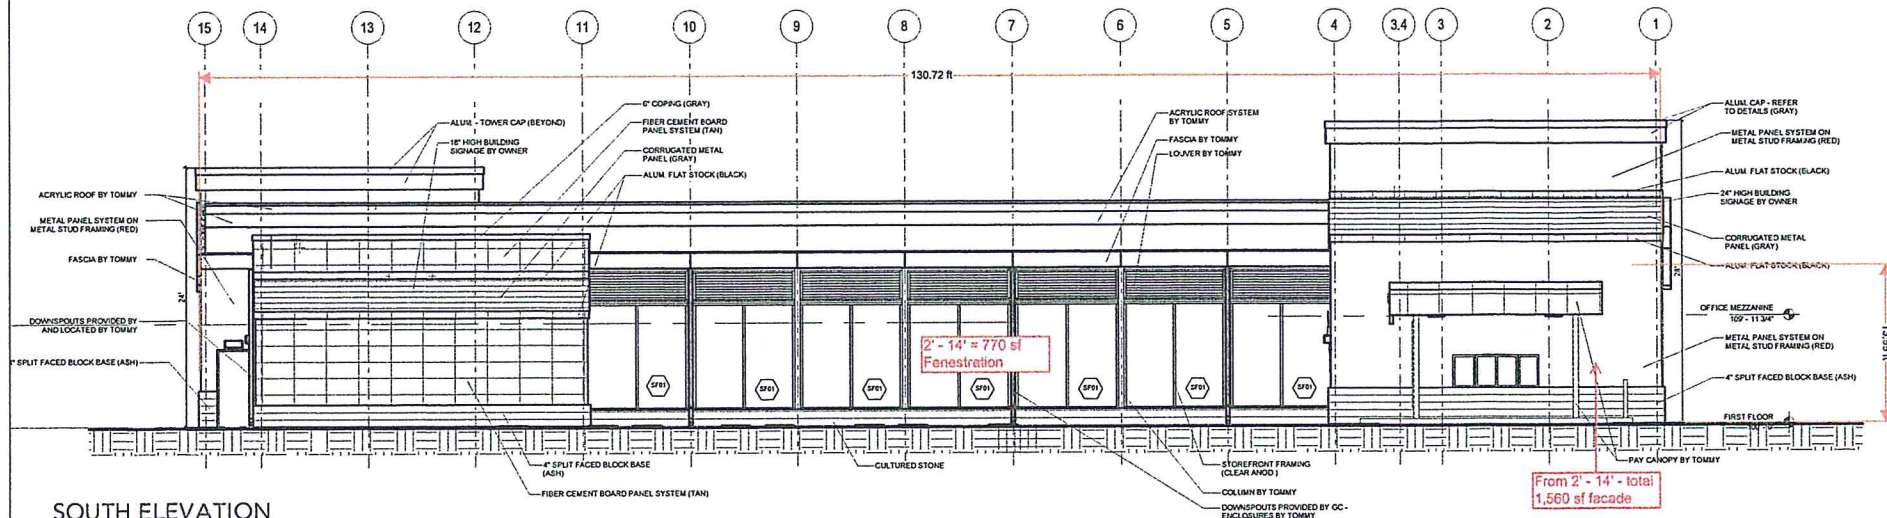 15 14 13 12 11 10 9 8 7 6 5 4 3.4 3 2 1
130.72 ft
ALUM. - TOWER CAP (BEYOND)
18" HIGH BUILDING
SIGNAGE BY OWNER
6" COPING (GRAY)
FIBER CEMENT BOARD
PANEL SYSTEM (TAN)
CORRUGATED METAL
PANEL (GRAY)
ALUM. FLAT STOCK (BLACK)
ACRYLIC ROOF SYSTEM
BY TOMMY
FASCIA BY TOMMY
LOUVER BY TOMMY
ALUM. CAP - REFER
TO DETAILS (GRAY)
METAL PANEL SYSTEM ON
METAL STUD FRAMING (RED)
ALUM. FLAT STOCK (BLACK)
24" HIGH BUILDING
SIGNAGE BY OWNER
CORRUGATED METAL
PANEL (GRAY)
ALUM. FLAT STOCK (BLACK)
ACRYLIC ROOF BY TOMMY
METAL PANEL SYSTEM ON
METAL STUD FRAMING (RED)
FASCIA BY TOMMY
24'
28'
DOWNSPOUTS PROVIDED BY
AND LOCATED BY TOMMY
SPLIT FACED BLOCK BASE (ASH)
2' - 14' = 770 sf
Fenestration
SF01 SF01 SF01 SF01 SF01 SF01 SF01
OFFICE MEZZANINE
109' - 11 3/4"
METAL PANEL SYSTEM ON
METAL STUD FRAMING (RED)
4" SPLIT FACED BLOCK BASE (ASH)
FIRST FLOOR
4" SPLIT FACED BLOCK BASE
(ASH)
FIBER CEMENT BOARD PANEL SYSTEM (TAN)
CULTURED STONE
STOREFRONT FRAMING
(CLEAR ANOD.)
COLUMN BY TOMMY
DOWNSPOUTS PROVIDED BY GC -
ENCLOSURES BY TOMMY
PAY CANOPY BY TOMMY
From 2' - 14' - total
1,560 sf facade
SOUTH ELEVATION